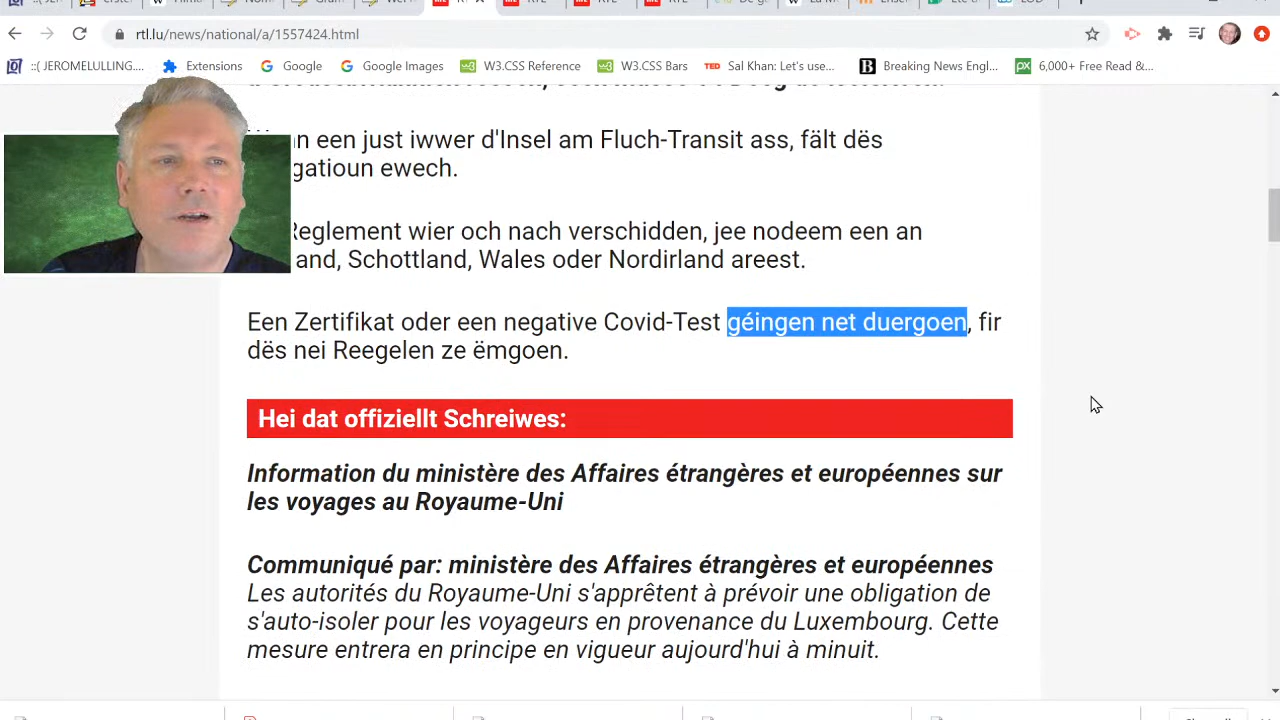 rtl.lu/news/national/a/1557424.html
::( JEROMELULLING.... Extensions Google Google Images W3.CSS Reference W3.CSS Bars TED Sal Khan: Let's use... B Breaking News Engl... px 6,000+ Free Read &...
een just iwwer d'Insel am Fluch-Transit ass, fält dës
ewech.
Reglement wier och nach verschidden, jee nodeem een an
Schottland, Wales oder Nordirland areest.
Een Zertifikat oder een negative Covid-Test géingen net duergoen, fir
dës nei Reegelen ze ëmgoen.
Hei dat offiziellt Schreiwes:
Information du ministère des Affaires étrangères et européennes sur
les voyages au Royaume-Uni
Communiqué par: ministère des Affaires étrangères et européennes
Les autorités du Royaume-Uni s'apprêtent à prévoir une obligation de
s'auto-isoler pour les voyageurs en provenance du Luxembourg. Cette
mesure entrera en principe en vigueur aujourd'hui à minuit.